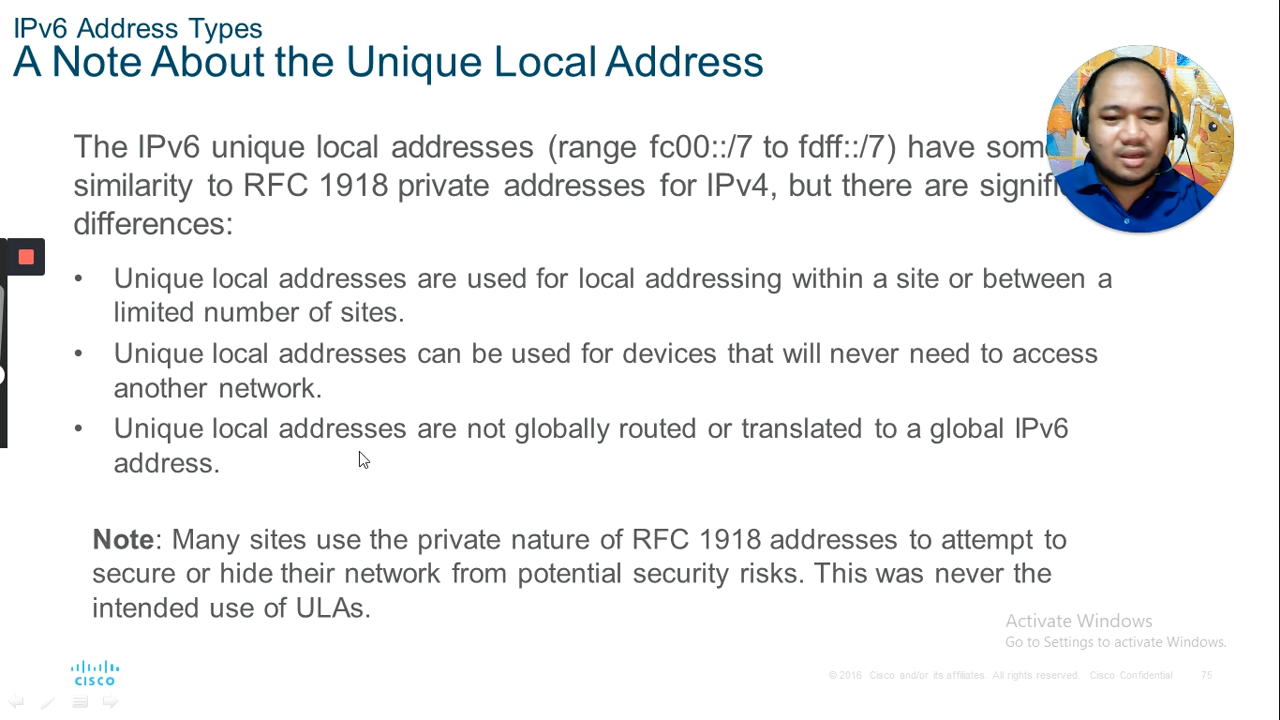 IPv6 Address Types
A Note About the Unique Local Address
The IPv6 unique local addresses (range fc00::/7 to fdff::/7) have some
similarity to RFC 1918 private addresses for IPv4, but there are
differences:
• Unique local addresses are used for local addressing within a site or between a
limited number of sites.
• Unique local addresses can be used for devices that will never need to access
another network.
• Unique local addresses are not globally routed or translated to a global IPv6
address.
Note: Many sites use the private nature of RFC 1918 addresses to attempt to
secure or hide their network from potential security risks. This was never the
intended use of ULAs.
Activate Windows
Go to Settings to activate Windows.
CISCO
© 2016 Cisco and/or its affiliates. All rights reserved. Cisco Confidential 75